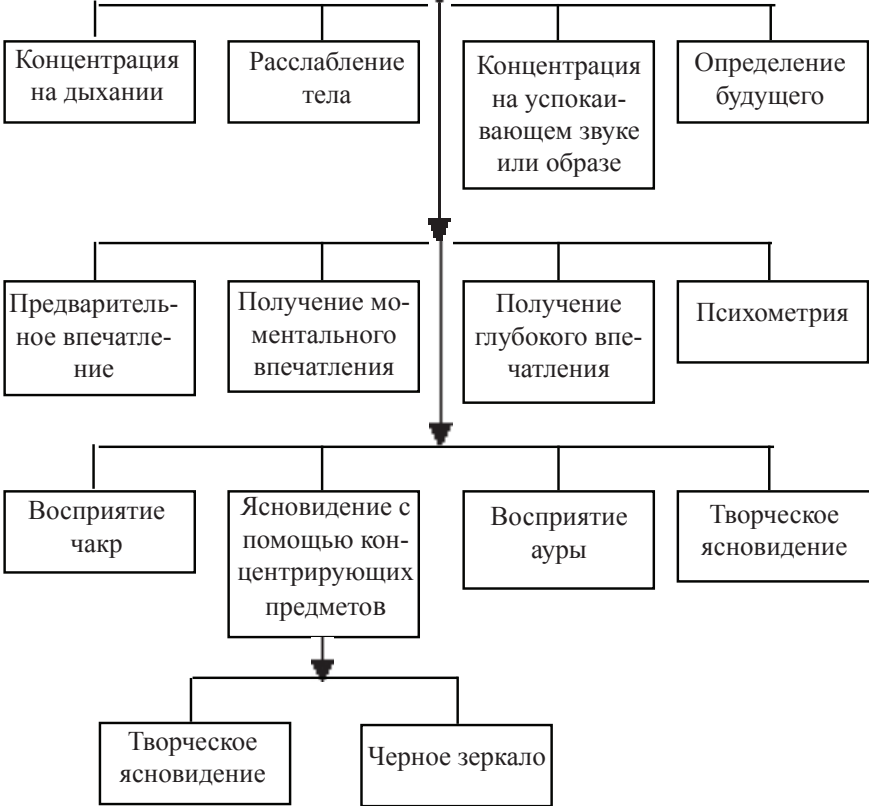 Концентрация
на дыхании
Расслабление
тела
Концентрация
на успокаи-
вающем звуке
или образе
Определение
будущего
Предваритель-
ное впечатле-
ние
Получение мо-
ментального
впечатления
Получение
глубокого впе-
чатления
Психометрия
Восприятие
чакр
Ясновидение с
помощью кон-
центрирующих
предметов
Восприятие
ауры
Творческое
ясновидение
Творческое
ясновидение
Черное зеркало